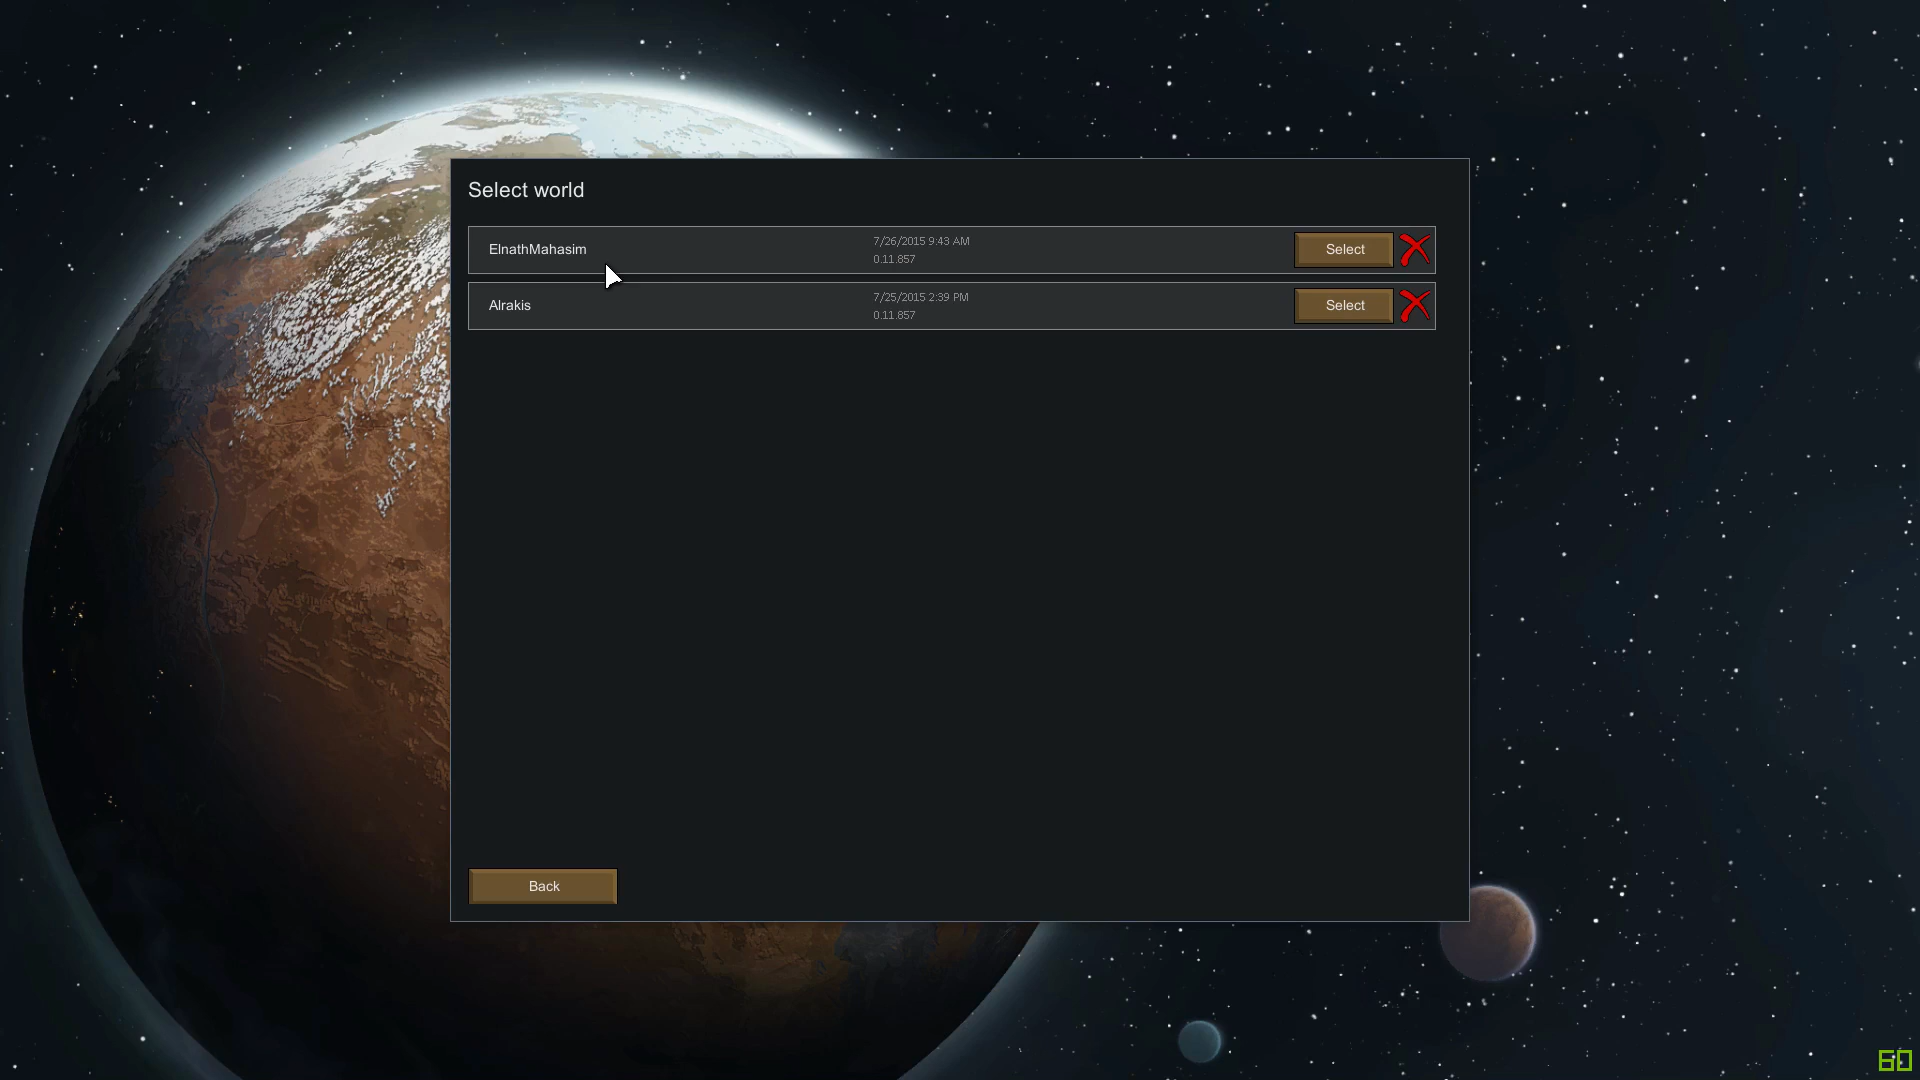 Select world
ElnathMahasim
7/26/2015 9:43 AM
0.11.857
Select
Alrakis
7/25/2015 2:39 PM
0.11.857
Select
Back
60